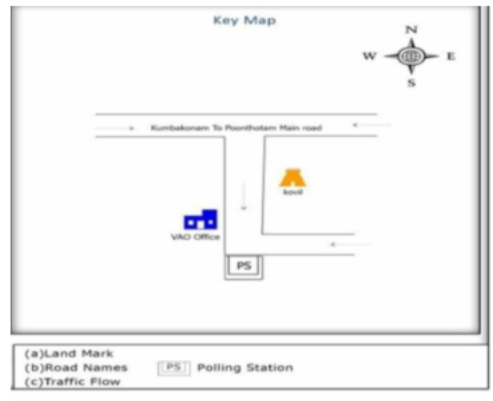 Key Map
N
W E
S
Kumbakonam To Poonthotam Main road
kovil
VAO Office
PS
(a)Land Mark
(b)Road Names
PS Polling Station
(c)Traffic Flow